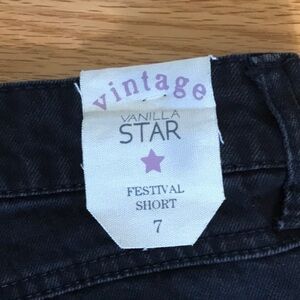 vintage
VANILLA
STAR
FESTIVAL
SHORT
7